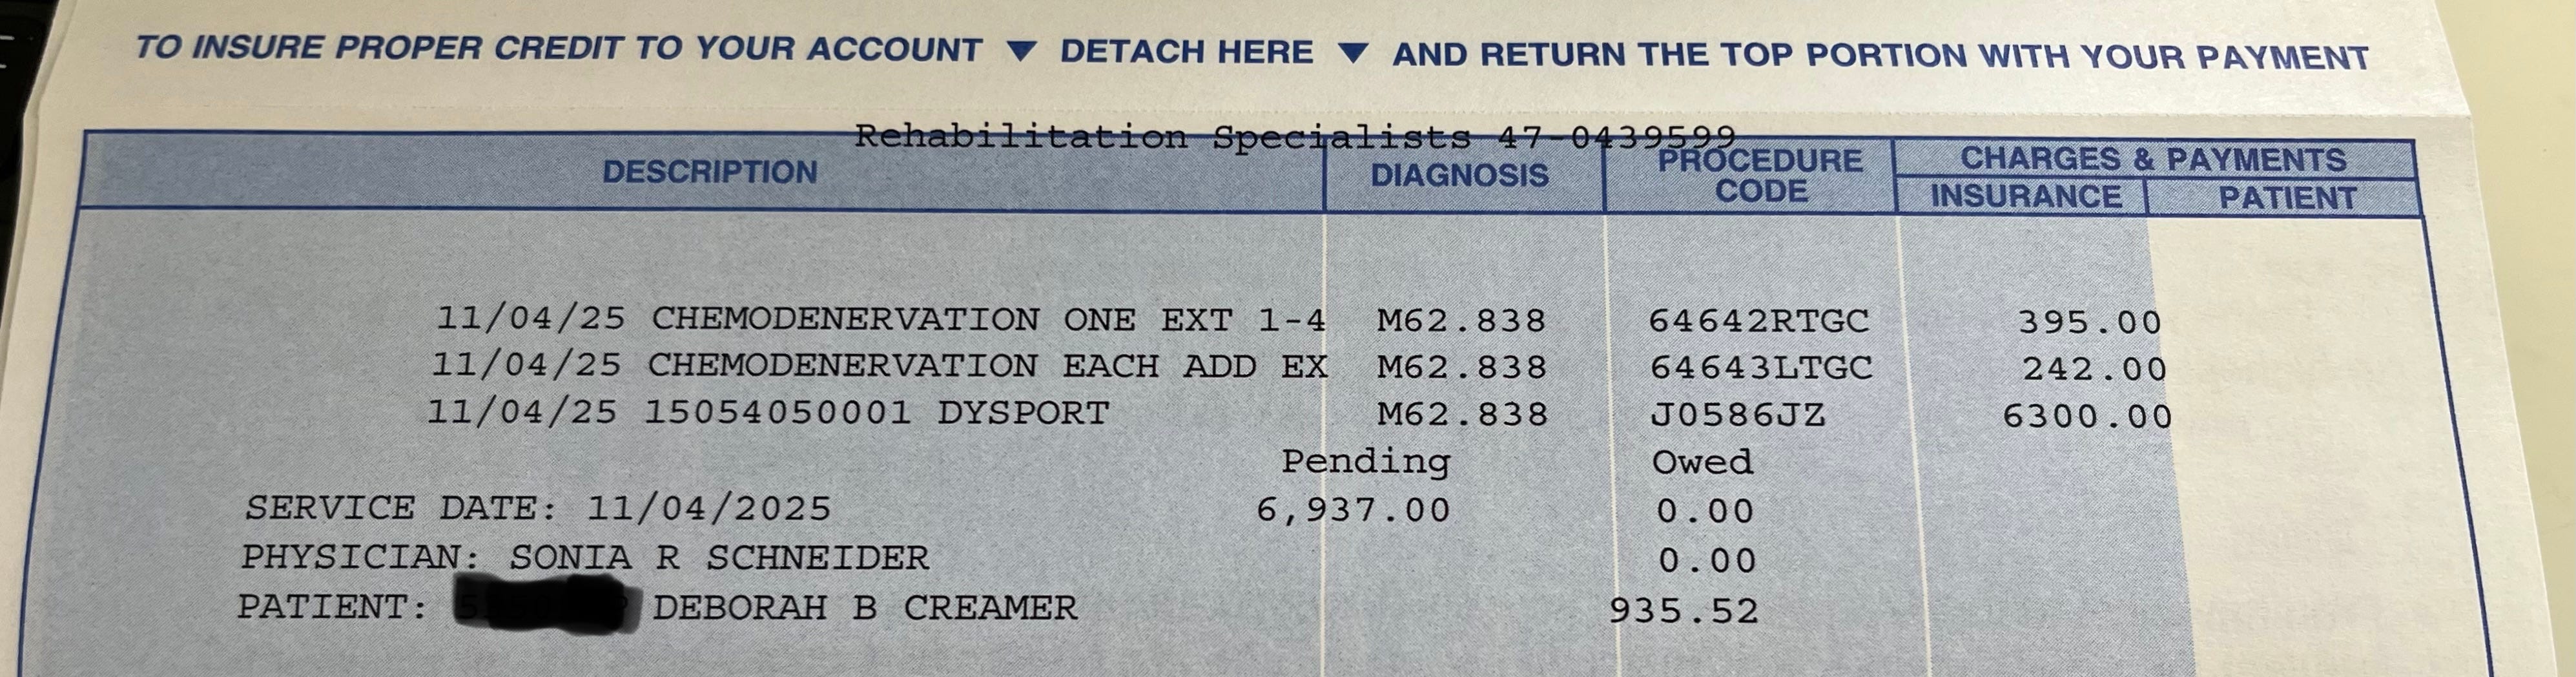 TO INSURE PROPER CREDIT TO YOUR ACCOUNT ▼ DETACH HERE ▼ AND RETURN THE TOP PORTION WITH YOUR PAYMENT
Rehabilitation Specialists 47-0439599
DESCRIPTION DIAGNOSIS PROCEDURE CODE CHARGES & PAYMENTS
INSURANCE PATIENT
11/04/25 CHEMODENERVATION ONE EXT 1-4 M62.838 64642RTGC 395.00
11/04/25 CHEMODENERVATION EACH ADD EX M62.838 64643LTGC 242.00
11/04/25 15054050001 DYSPORT M62.838 J0586JZ 6300.00
Pending Owed
SERVICE DATE: 11/04/2025 6,937.00 0.00
PHYSICIAN: SONIA R SCHNEIDER 0.00
PATIENT: DEBORAH B CREAMER 935.52